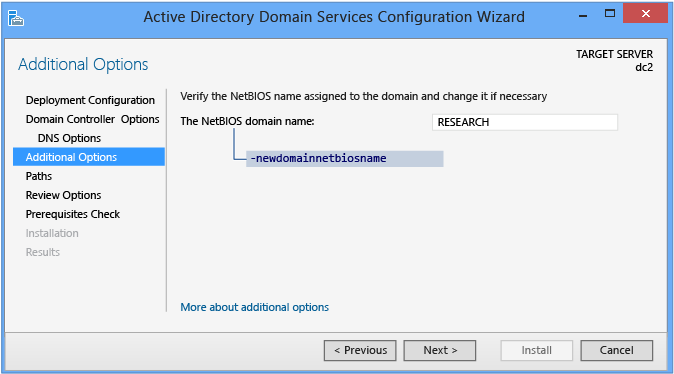 Active Directory Domain Services Configuration Wizard
Additional Options
TARGET SERVER
dc2
Deployment Configuration
Domain Controller Options
DNS Options
Additional Options
Paths
Review Options
Prerequisites Check
Installation
Results
Verify the NetBIOS name assigned to the domain and change it if necessary
The NetBIOS domain name: RESEARCH
-newdomainnetbiosname
More about additional options
< Previous Next > Install Cancel